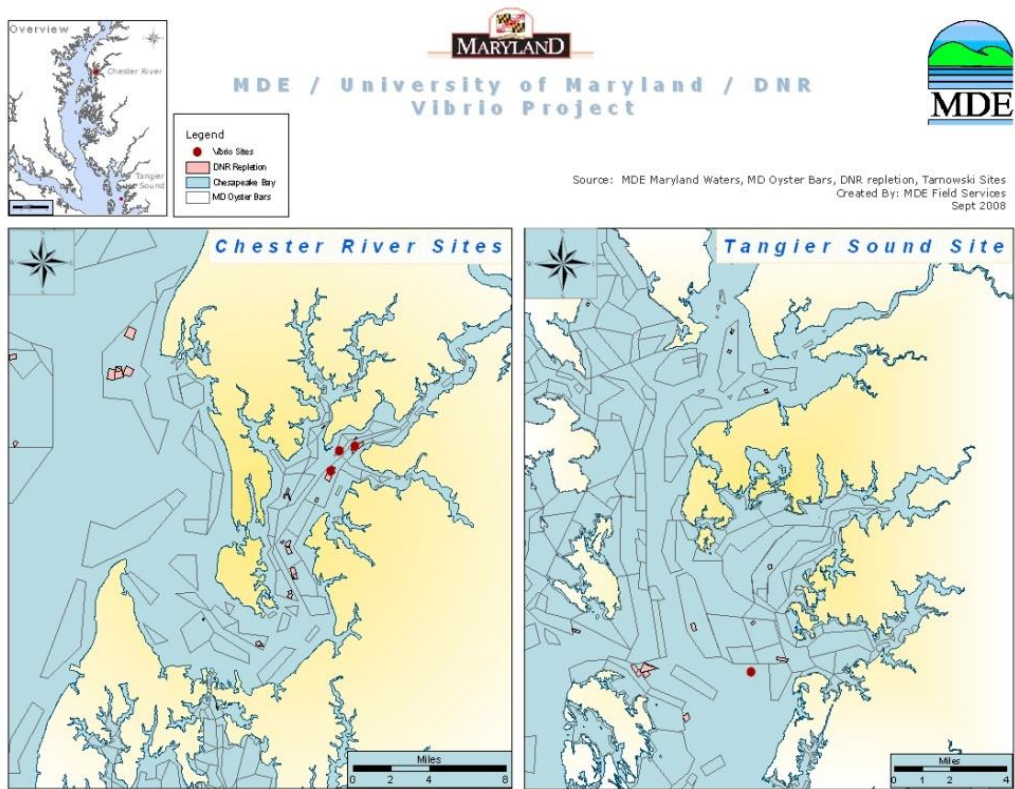 Overview
Chester River
Tangier
Sound
MARYLAND
MDE / University of Maryland / DNR
Vibrio Project
MDE
Legend
Vibrio Sites
DNR Repletion
Chesapeake Bay
MD Oyster Bars
Source: MDE Maryland Waters, MD Oyster Bars, DNR repletion, Tarnowski Sites
Created By: MDE Field Services
Sept 2008
Chester River Sites
N
W
E
S
Miles
0 2 4 8
Tangier Sound Site
N
W
E
S
Miles
0 1 2 4